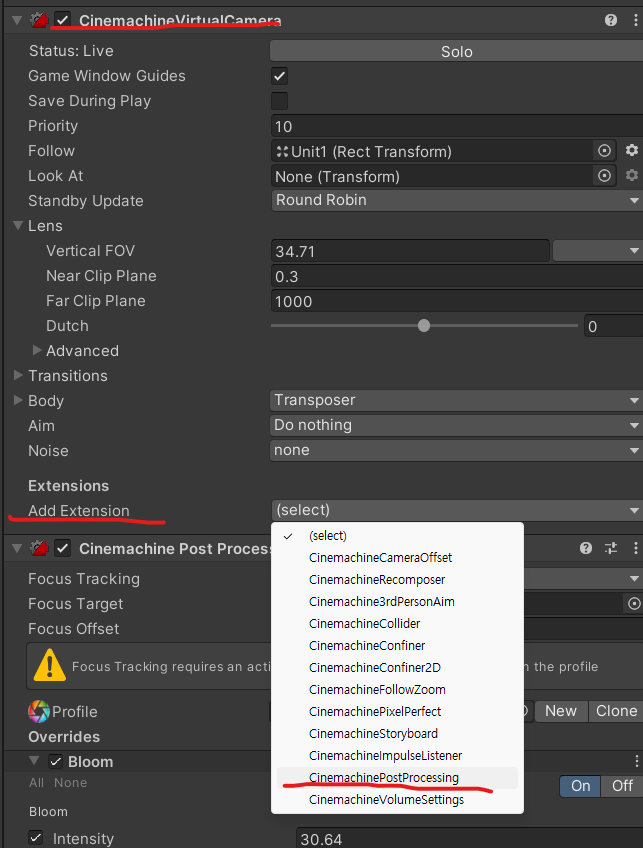 CinemachineVirtualCamera
Status: Live Solo
Game Window Guides
Save During Play
Priority 10
Follow Unit1 (Rect Transform)
Look At None (Transform)
Standby Update Round Robin
Lens
Vertical FOV 34.71
Near Clip Plane 0.3
Far Clip Plane 1000
Dutch 0
Advanced
Transitions
Body Transposer
Aim Do nothing
Noise none
Extensions
Add Extension (select)
(select)
CinemachineCameraOffset
CinemachineRecomposer
Cinemachine3rdPersonAim
CinemachineCollider
CinemachineConfiner
CinemachineConfiner2D
CinemachineFollowZoom
CinemachinePixelPerfect
CinemachineStoryboard
CinemachineImpulseListener
CinemachinePostProcessing
CinemachineVolumeSettings
Cinemachine Post Proces
Focus Tracking
Focus Target
Focus Offset
Focus Tracking requires an acti n the profile
Profile New Clone
Overrides
Bloom
All None On Off
Bloom
Intensity 30.64